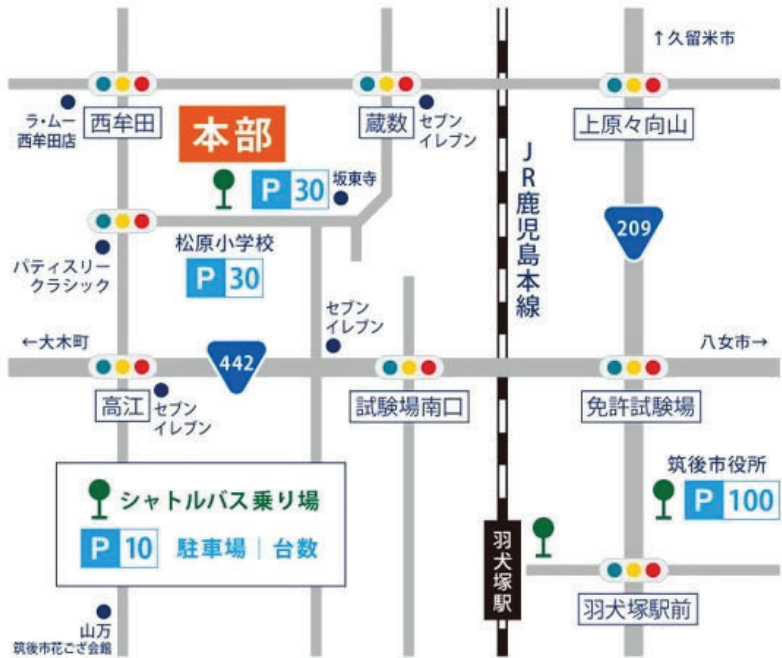 ↑久留米市
ラ・ムー
西牟田店
西牟田
本部
蔵数
セブン
イレブン
上原々向山
P 30
坂東寺
JR鹿児島本線
209
パティスリー
クラシック
松原小学校
P 30
セブン
イレブン
←大木町
442
八女市→
高江
セブン
イレブン
試験場南口
免許試験場
シャトルバス乗り場
P 10 駐車場|台数
筑後市役所
P 100
羽犬塚駅
羽犬塚駅前
山万
筑後市花ござ会館